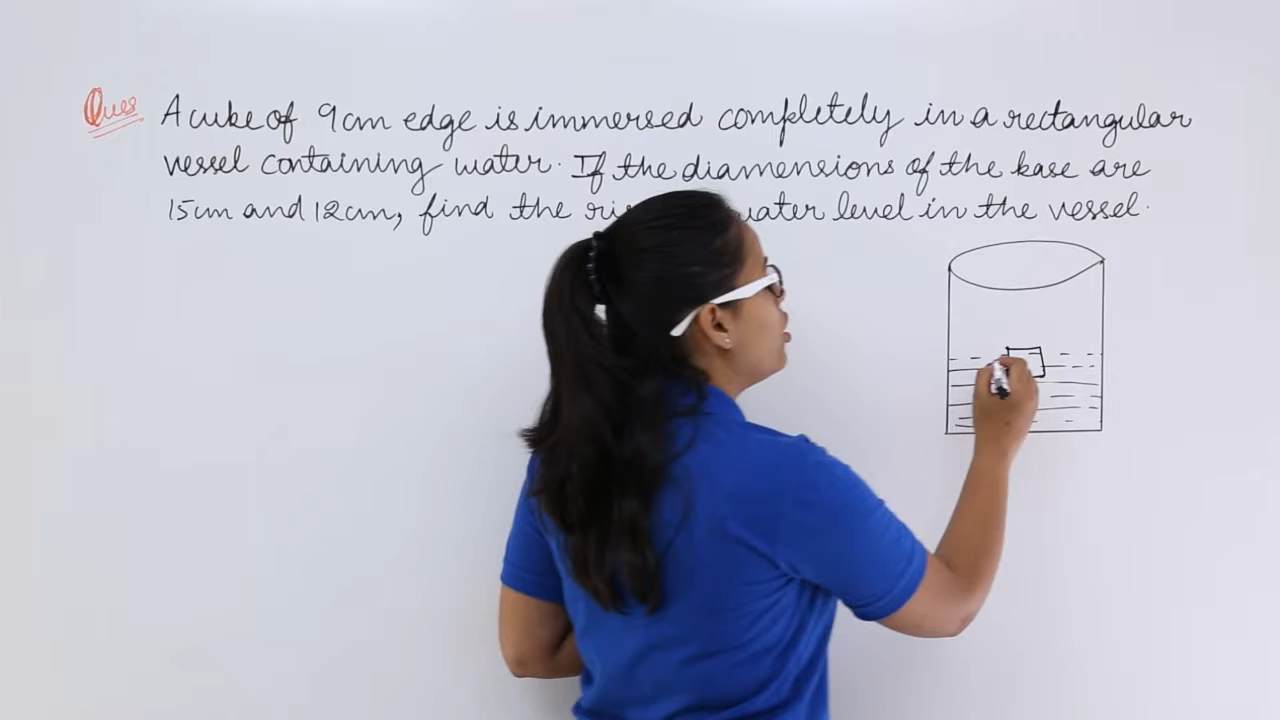 Ques A cube of 9cm edge is immersed completely in a rectangular
vessel containing water. If the diamensions of the base are
15cm and 12cm, find the water level in the vessel.